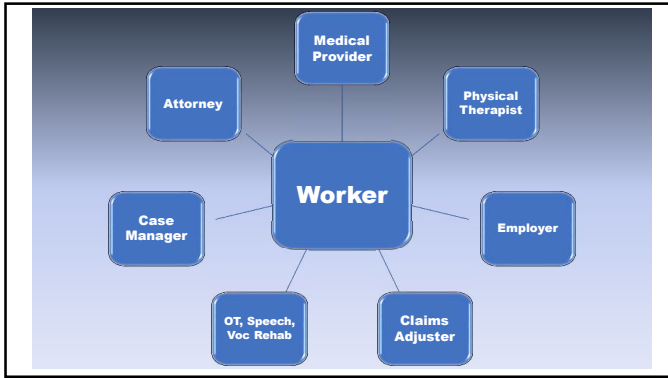 Medical
Provider
Attorney
Physical
Therapist
Worker
Case
Manager
Employer
OT, Speech,
Voc Rehab
Claims
Adjuster